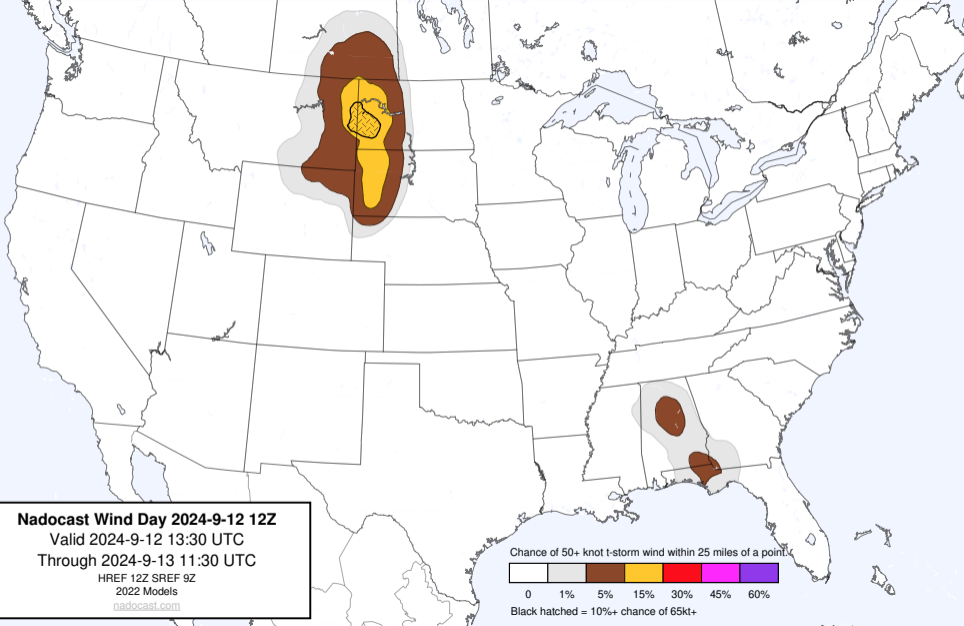 Nadocast Wind Day 2024-9-12 12Z
Valid 2024-9-12 13:30 UTC
Through 2024-9-13 11:30 UTC
HREF 12Z SREF 9Z
2022 Models
nadocast.com
Chance of 50+ knot t-storm wind within 25 miles of a point.
0 1% 5% 15% 30% 45% 60%
Black hatched = 10%+ chance of 65kt+